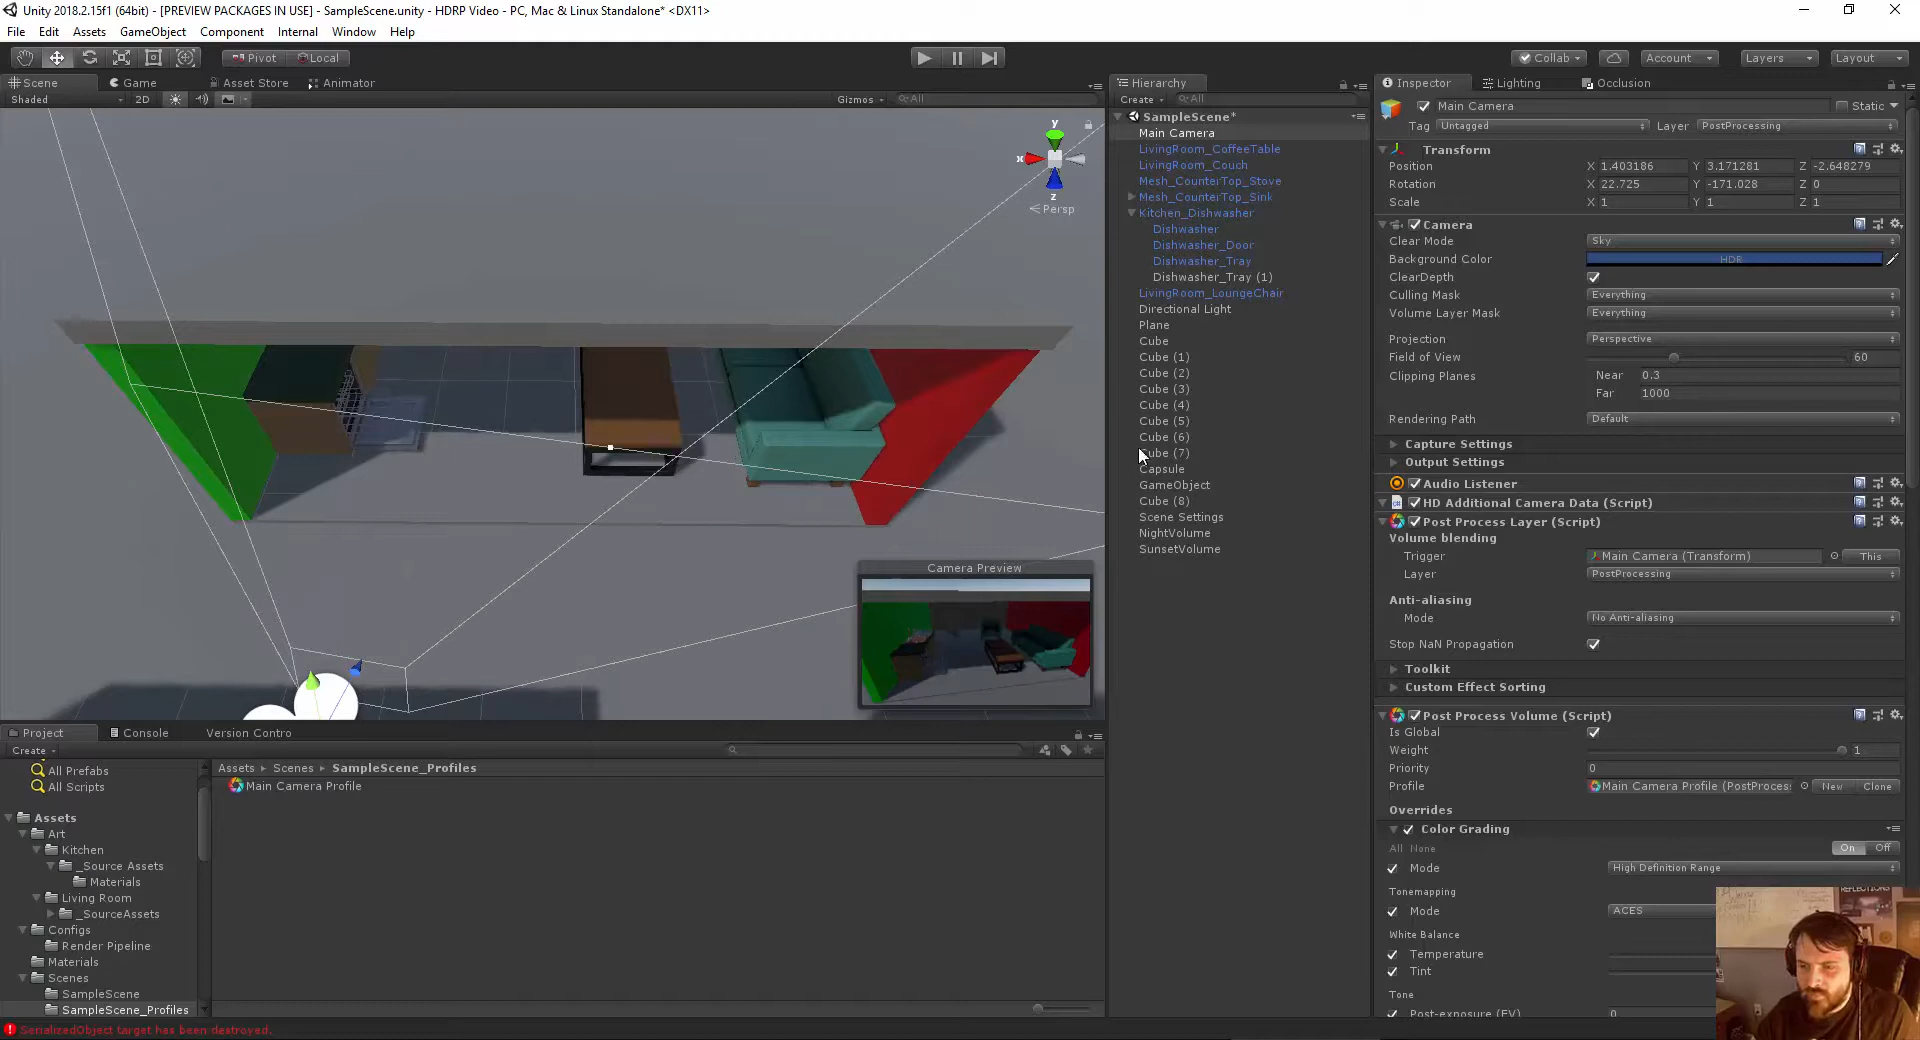 Unity 2018.2.15f1 (64bit) - [PREVIEW PACKAGES IN USE] - SampleScene.unity - HDRP Video - PC, Mac & Linux Standalone* <DX11>
File Edit Assets GameObject Component Internal Window Help
Pivot Local Collab Account Layers Layout
Scene Game Asset Store Animator
Shaded 2D Gizmos All
y
x
z
Persp
Camera Preview
Hierarchy
Create All
SampleScene*
Main Camera
LivingRoom_CoffeeTable
LivingRoom_Couch
Mesh_CounterTop_Stove
Mesh_CounterTop_Sink
Kitchen_Dishwasher
Dishwasher
Dishwasher_Door
Dishwasher_Tray
Dishwasher_Tray (1)
LivingRoom_LoungeChair
Directional Light
Plane
Cube
Cube (1)
Cube (2)
Cube (3)
Cube (4)
Cube (5)
Cube (6)
Cube (7)
Capsule
GameObject
Cube (8)
Scene Settings
NightVolume
SunsetVolume
Inspector Lighting Occlusion
Main Camera Static
Tag Untagged Layer PostProcessing
Transform
Position X 1.403186 Y 3.171281 Z -2.648279
Rotation X 22.725 Y -171.028 Z 0
Scale X 1 Y 1 Z 1
Camera
Clear Mode Sky
Background Color HDR
ClearDepth
Culling Mask Everything
Volume Layer Mask Everything
Projection Perspective
Field of View 60
Clipping Planes Near 0.3
Far 1000
Rendering Path Default
Capture Settings
Output Settings
Audio Listener
HD Additional Camera Data (Script)
Post Process Layer (Script)
Volume blending
Trigger Main Camera (Transform) This
Layer PostProcessing
Anti-aliasing
Mode No Anti-aliasing
Stop NaN Propagation
Toolkit
Custom Effect Sorting
Post Process Volume (Script)
Is Global
Weight 1
Priority 0
Profile Main Camera Profile (PostProces New Clone
Overrides
Color Grading
All None On Off
Mode High Definition Range
Tonemapping
Mode ACES
White Balance
Temperature
Tint
Tone
Post-exposure (EV) 0
Project Console Version Contro
Create
All Prefabs
All Scripts
Assets
Art
Kitchen
_Source Assets
Materials
Living Room
_SourceAssets
Configs
Render Pipeline
Materials
Scenes
SampleScene
SampleScene_Profiles
Assets Scenes SampleScene_Profiles
Main Camera Profile
SerializedObject target has been destroyed.